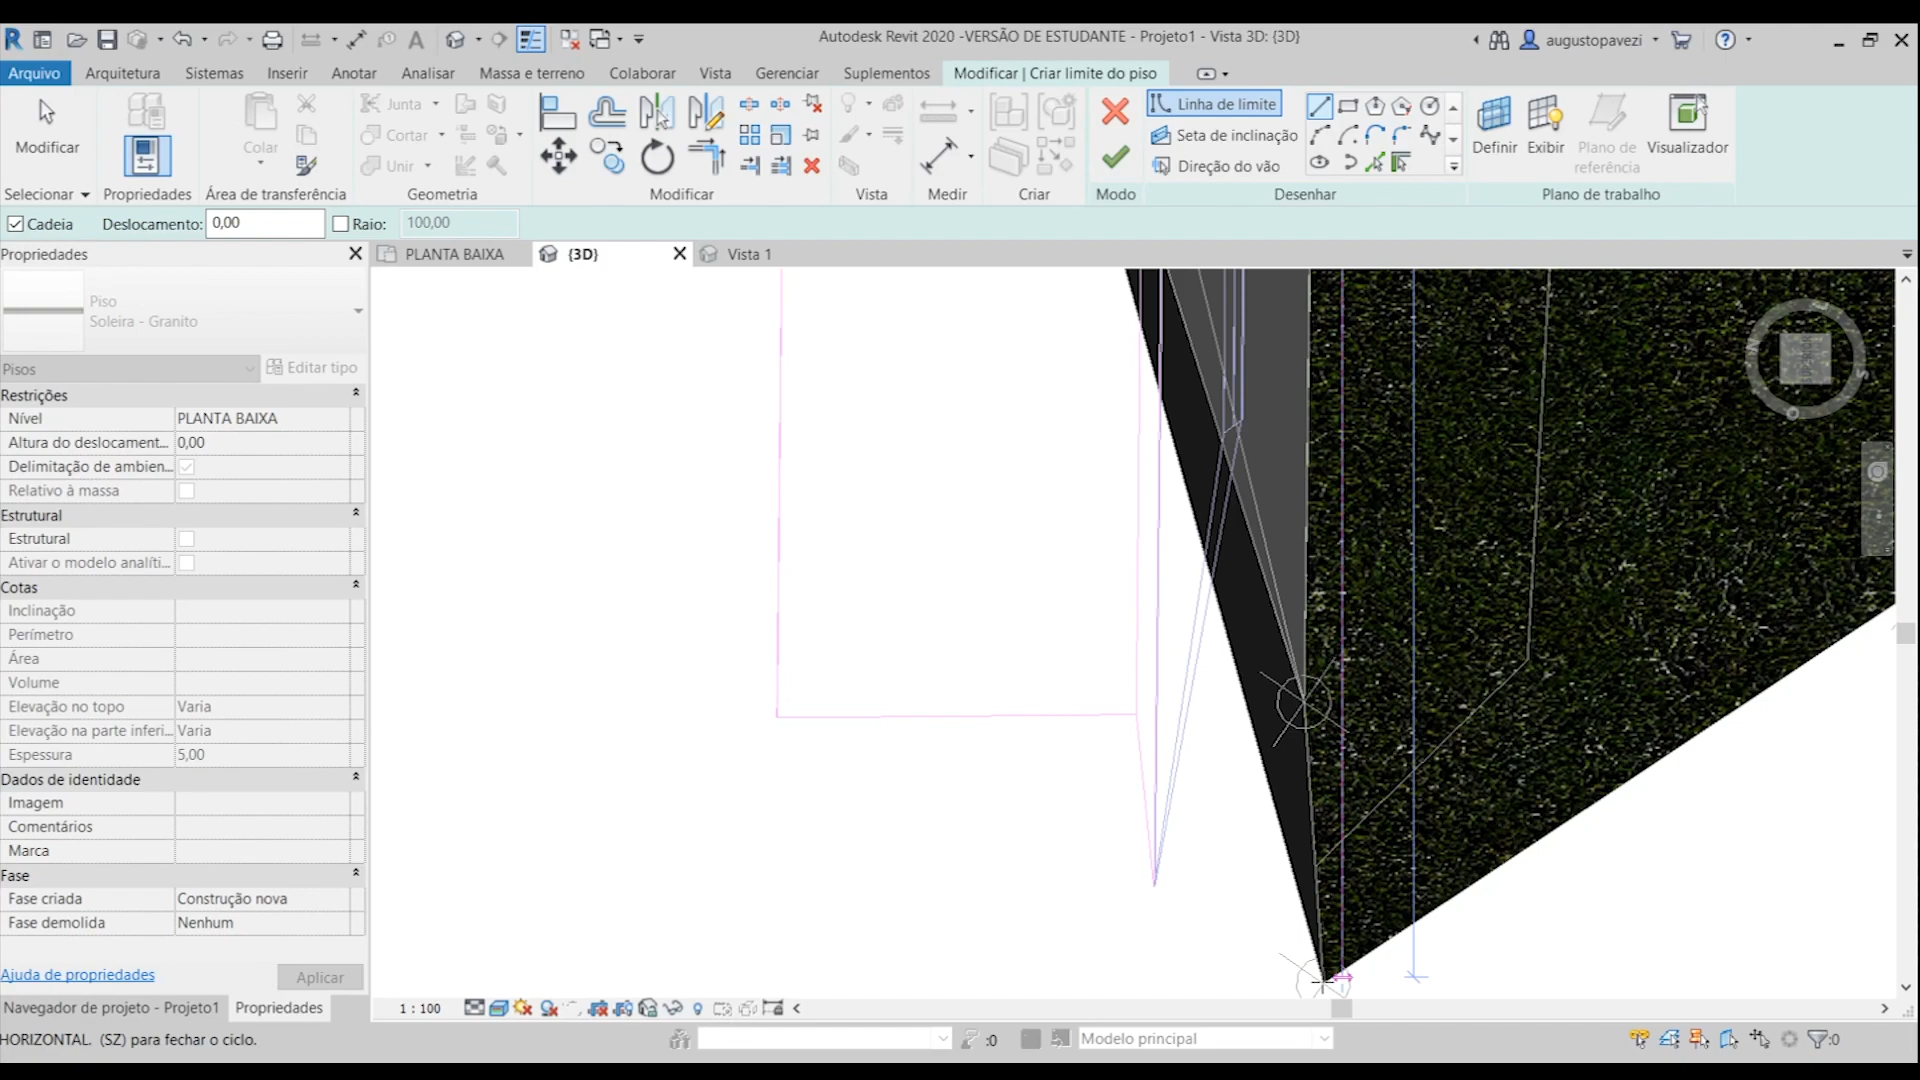 Autodesk Revit 2020 -VERSÃO DE ESTUDANTE - Projeto1 - Vista 3D: {3D}
augustopavezi
Arquivo Arquitetura Sistemas Inserir Anotar Analisar Massa e terreno Colaborar Vista Gerenciar Suplementos Modificar | Criar limite do piso
Modificar
Colar
Junta
Cortar
Unir
Linha de limite
Seta de inclinação
Direção do vão
Definir
Exibir
Plano de referência
Visualizador
Selecionar Propriedades Área de transferência Geometria Modificar Vista Medir Criar Modo Desenhar Plano de trabalho
Cadeia Deslocamento: 0,00 Raio: 100,00
Propriedades
PLANTA BAIXA {3D} Vista 1
Piso
Soleira - Granito
Pisos Editar tipo
Restrições
Nível PLANTA BAIXA
Altura do deslocament... 0,00
Delimitação de ambien...
Relativo à massa
Estrutural
Estrutural
Ativar o modelo analíti...
Cotas
Inclinação
Perímetro
Área
Volume
Elevação no topo Varia
Elevação na parte inferi... Varia
Espessura 5,00
Dados de identidade
Imagem
Comentários
Marca
Fase
Fase criada Construção nova
Fase demolida Nenhum
Ajuda de propriedades Aplicar
Navegador de projeto - Projeto1 Propriedades
1 : 100
HORIZONTAL. (SZ) para fechar o ciclo.
:0
Modelo principal
:0